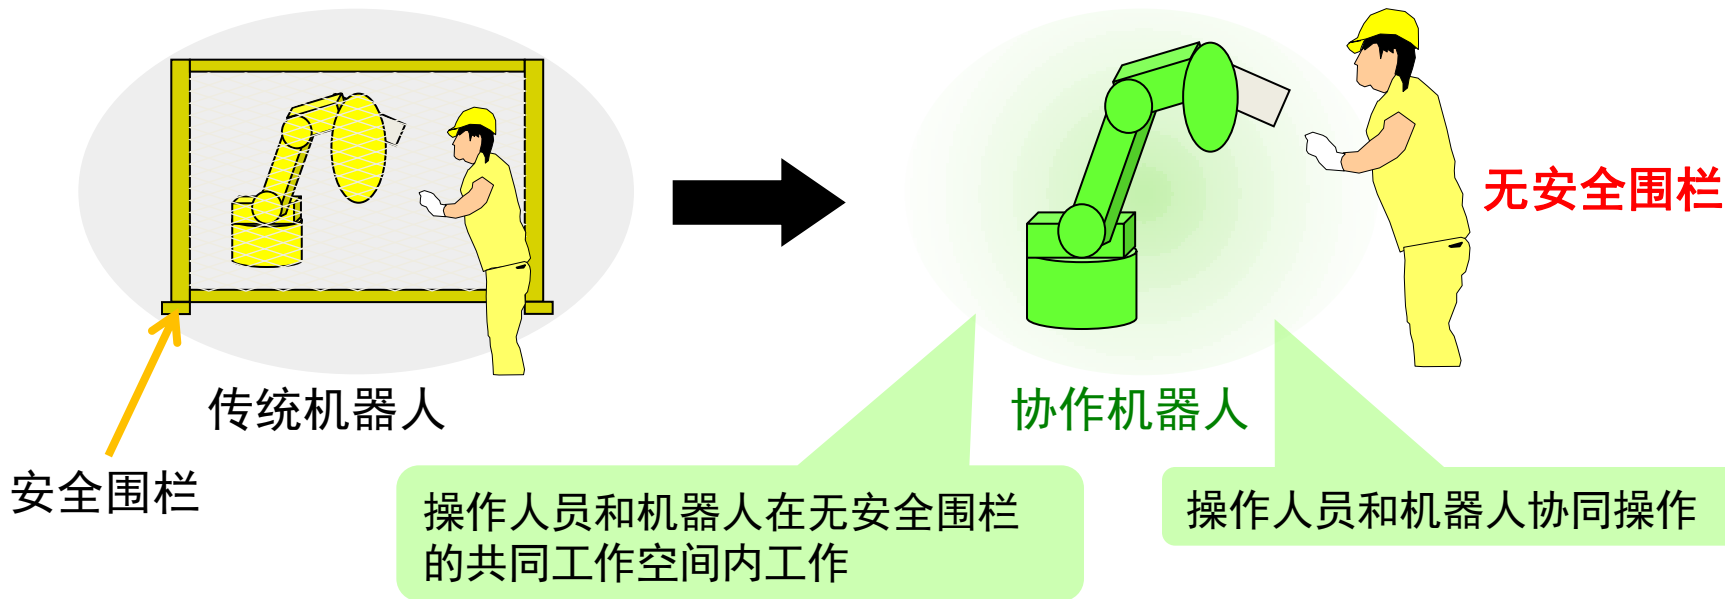 无安全围栏
传统机器人
协作机器人
安全围栏
操作人员和机器人在无安全围栏
的共同工作空间内工作
操作人员和机器人协同操作